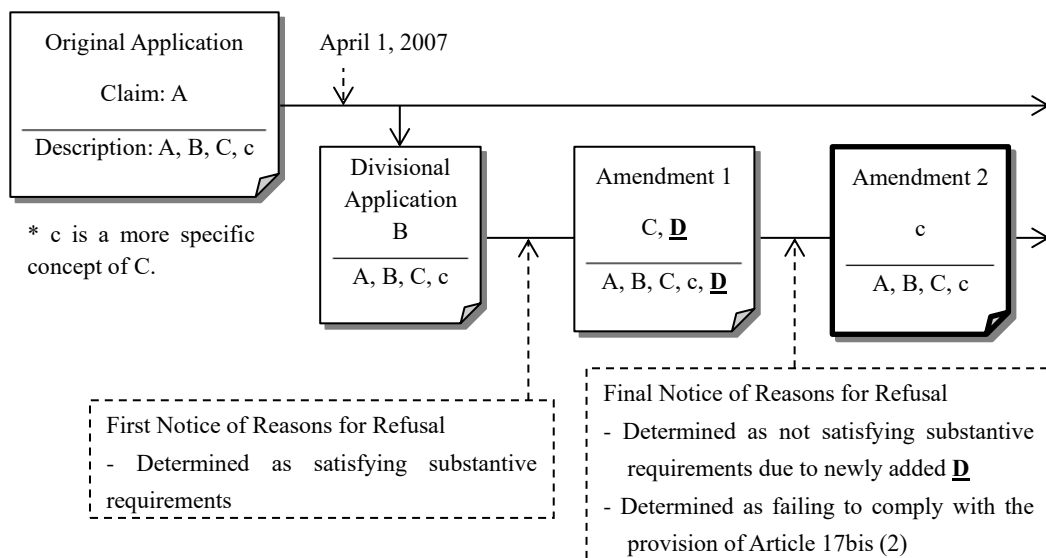 Original Application
Claim: A
Description: A, B, C, c
* c is a more specific
concept of C.
April 1, 2007
Divisional
Application
B
A, B, C, c
Amendment 1
C, D
A, B, C, c, D
Amendment 2
c
A, B, C, c
First Notice of Reasons for Refusal
- Determined as satisfying substantive
requirements
Final Notice of Reasons for Refusal
- Determined as not satisfying substantive
requirements due to newly added D
- Determined as failing to comply with the
provision of Article 17bis (2)